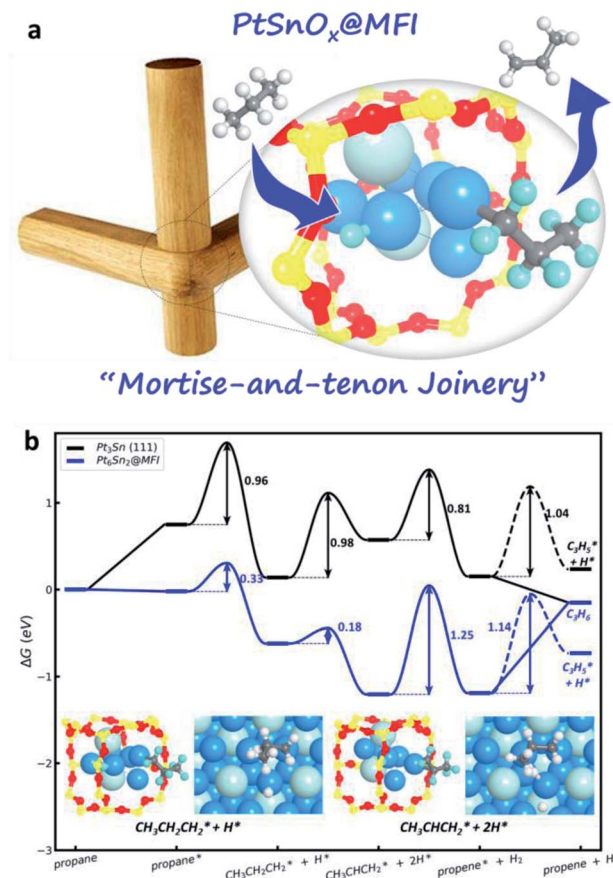 a
PtSnOx@MFI
"Mortise-and-tenon Joinery"
b
Pt3Sn (111)
Pt6Sn2@MFI
ΔG (eV)
1
0
−1
−2
−3
0.96
0.98
0.81
1.04
C3H5*
+ H*
0.33
0.18
1.25
1.14
C3H6
C3H5*
+ H*
CH3CH2CH2* + H*
CH3CHCH2* + 2H*
propane
propane*
CH3CH2CH2* + H*
CH3CHCH2* + 2H*
propene* + H2
propene + H